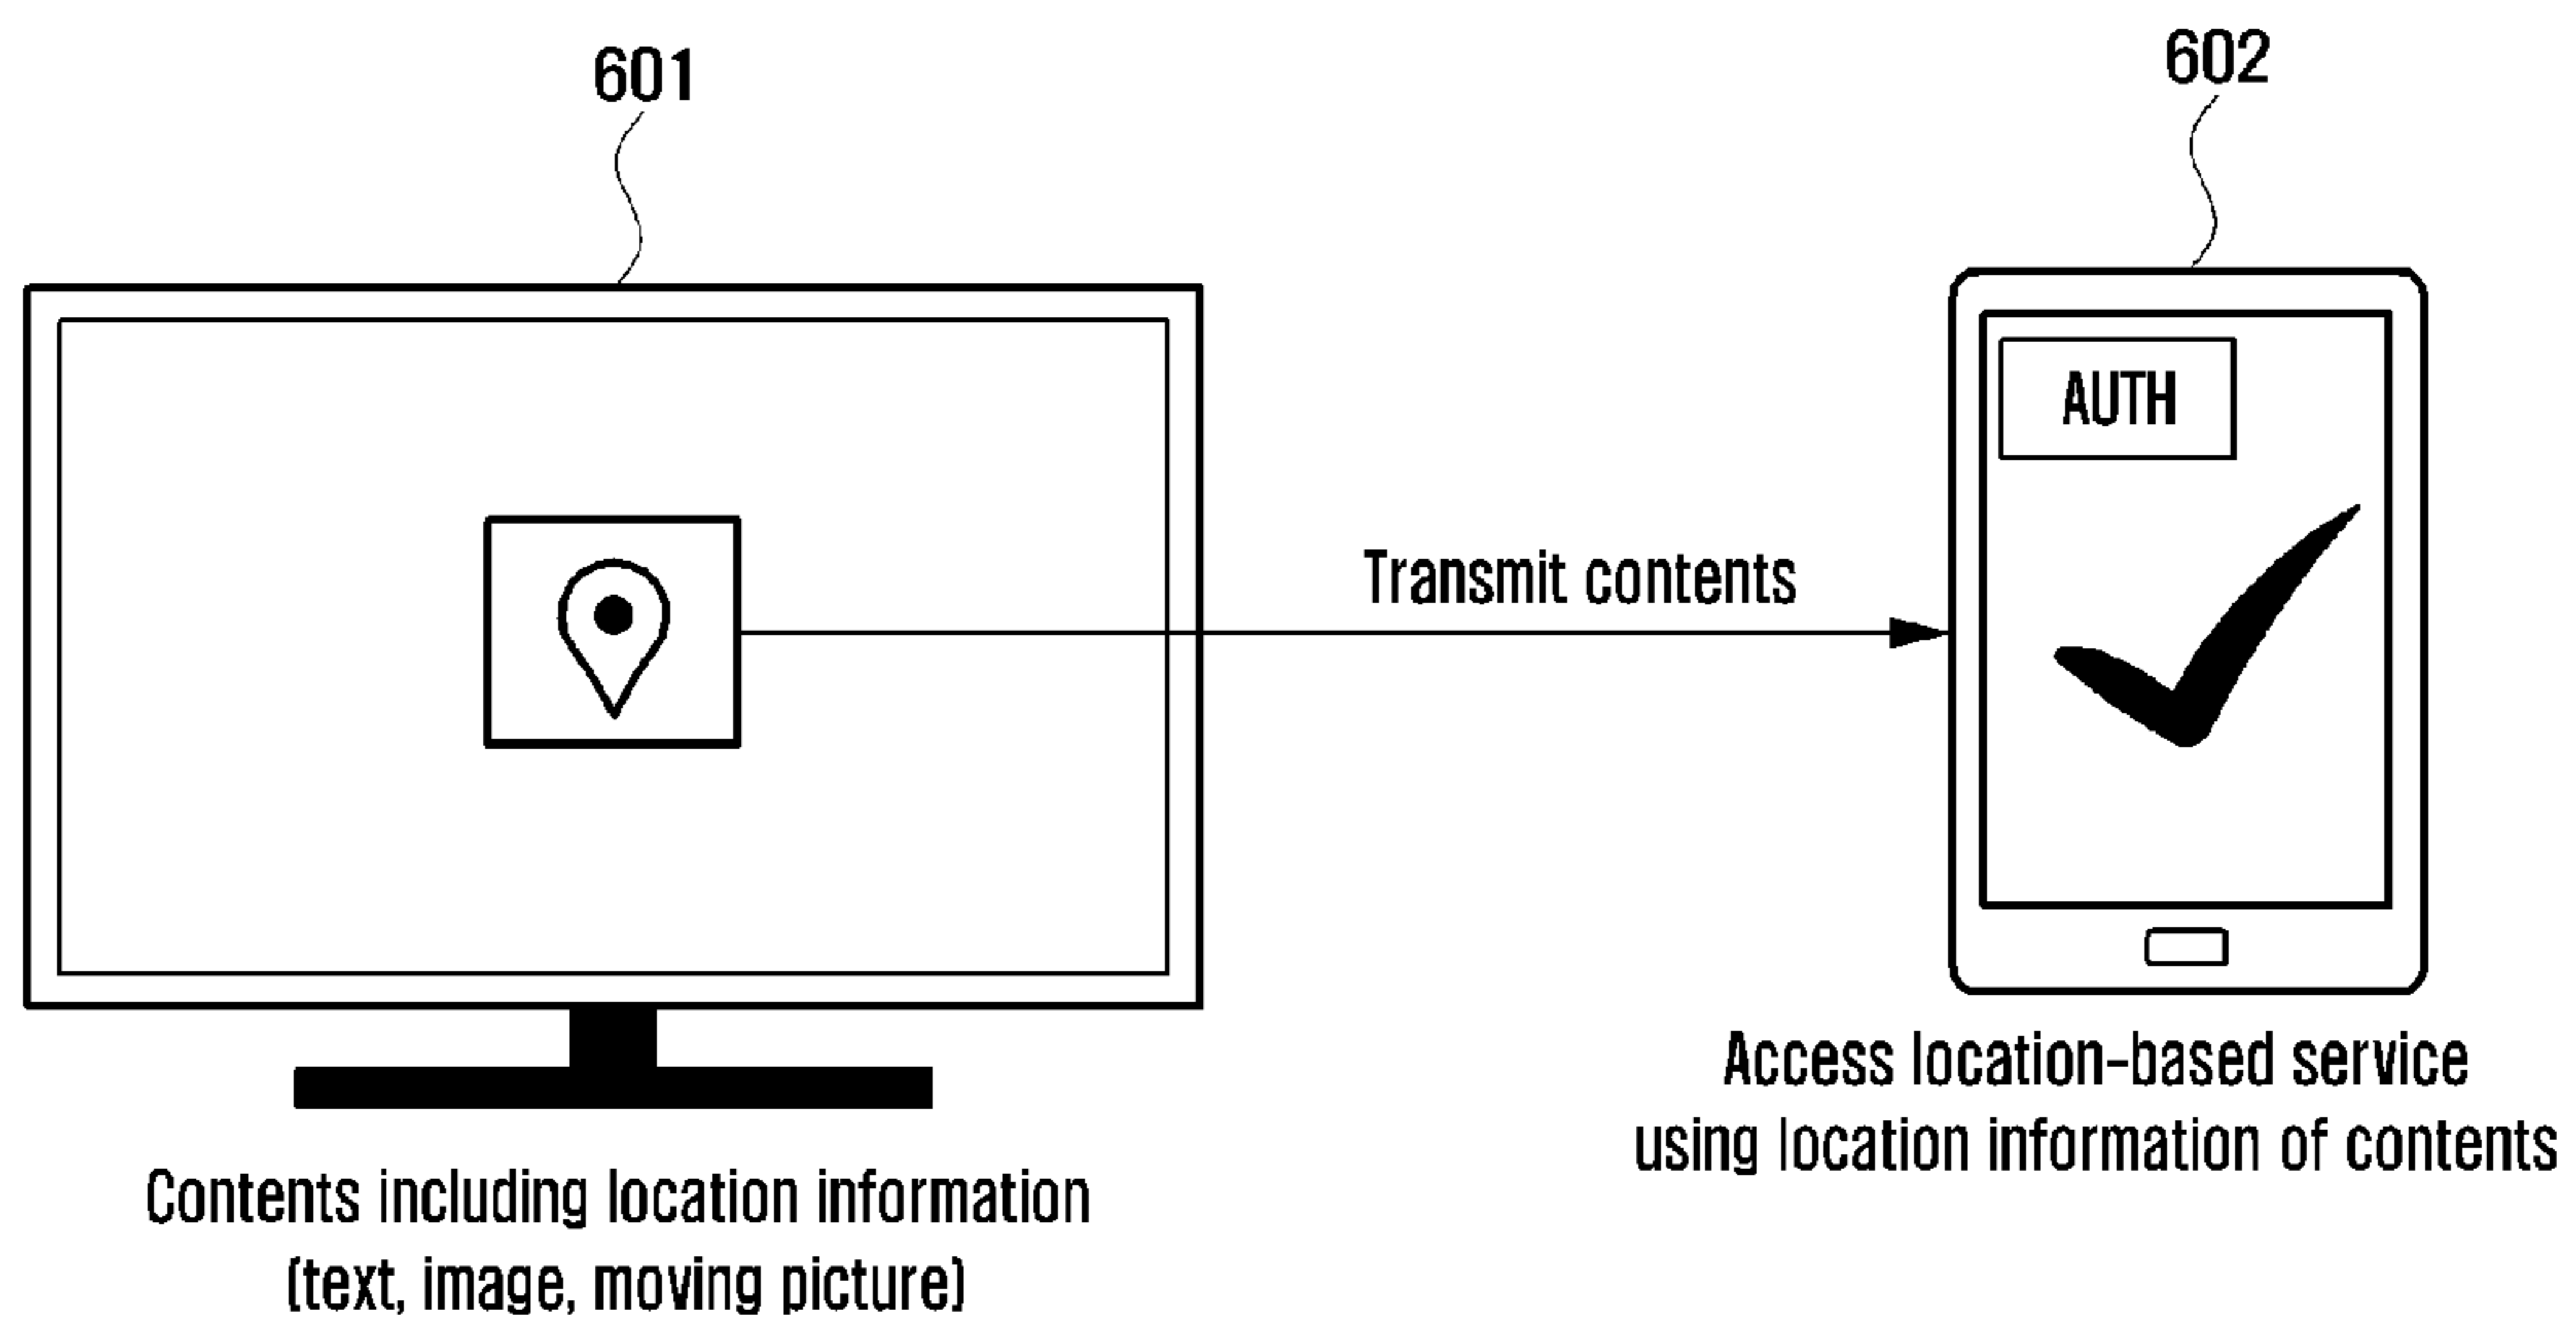 601
602
AUTH
Transmit contents
Access location-based service
using location information of contents
Contents including location information
(text, image, moving picture)